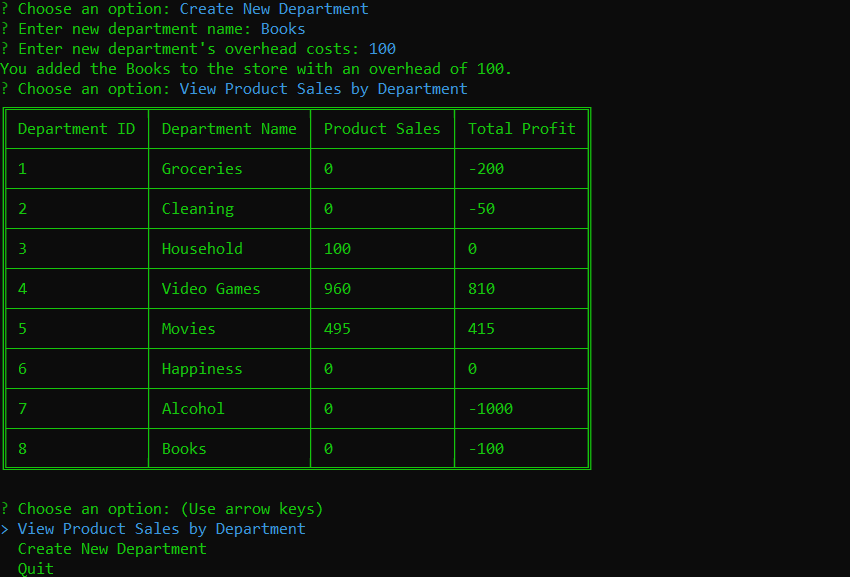 ? Choose an option: Create New Department
? Enter new department name: Books
? Enter new department's overhead costs: 100
You added the Books to the store with an overhead of 100.
? Choose an option: View Product Sales by Department
Department ID Department Name Product Sales Total Profit
1 Groceries 0 -200
2 Cleaning 0 -50
3 Household 100 0
4 Video Games 960 810
5 Movies 495 415
6 Happiness 0 0
7 Alcohol 0 -1000
8 Books 0 -100
? Choose an option: (Use arrow keys)
> View Product Sales by Department
Create New Department
Quit